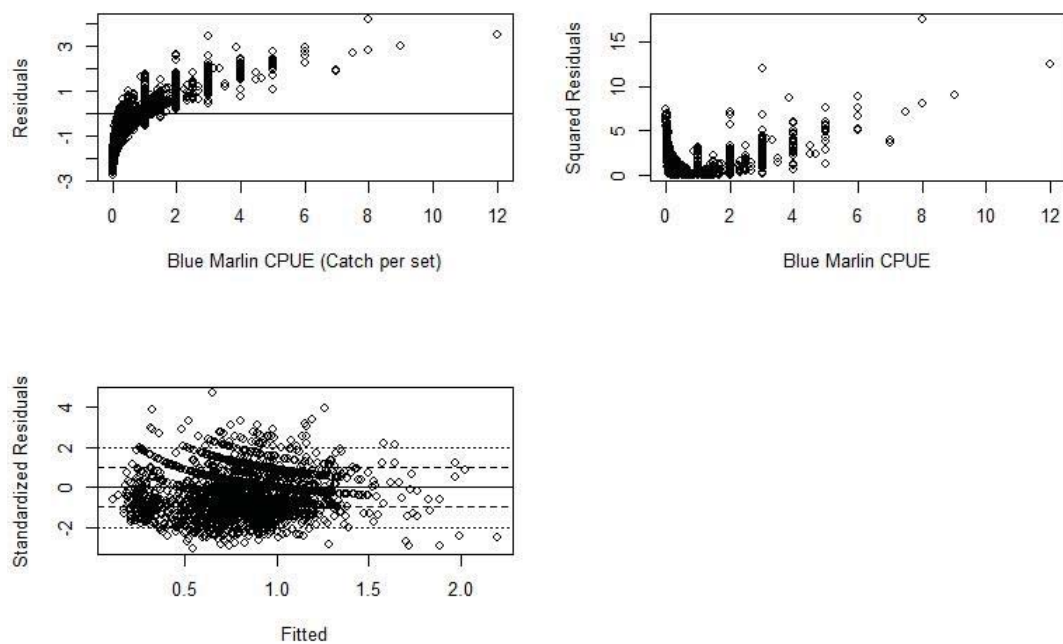 Residuals
3
1
-1
-3
0 2 4 6 8 10 12
Blue Marlin CPUE (Catch per set)
Squared Residuals
15
10
5
0
0 2 4 6 8 10 12
Blue Marlin CPUE
Standardized Residuals
4
2
0
-2
0.5 1.0 1.5 2.0
Fitted